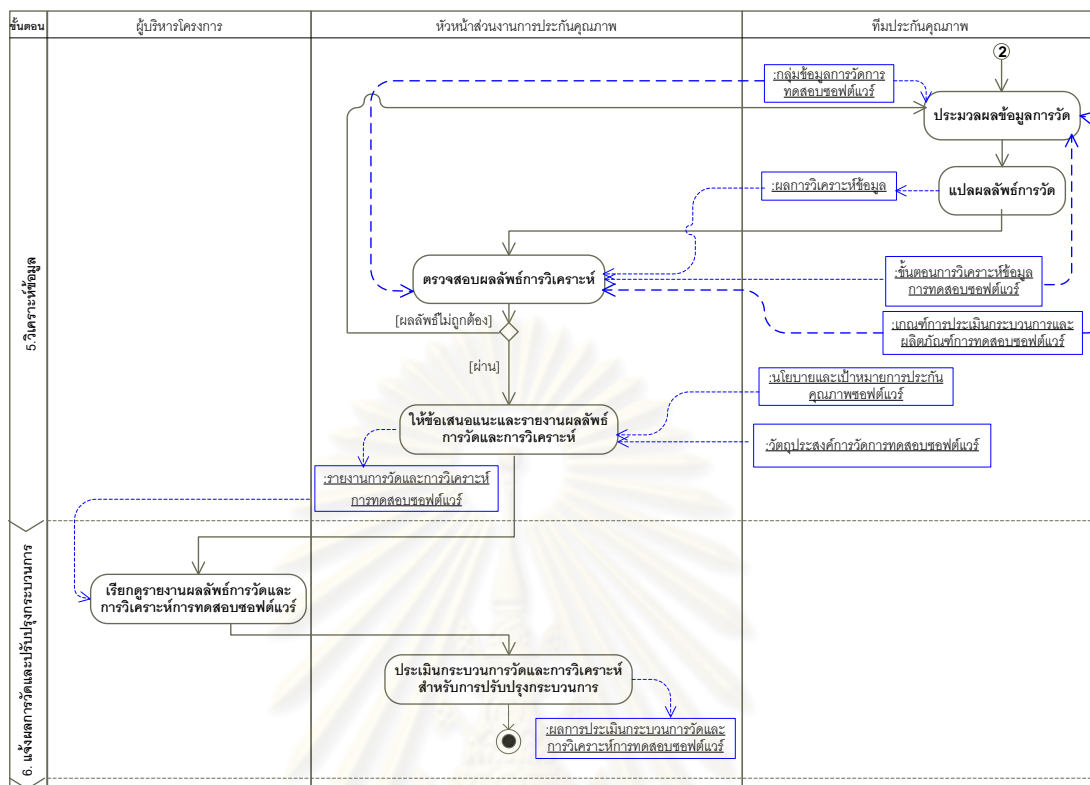 ขั้นตอน
ผู้บริหารโครงการ
หัวหน้าส่วนงานการประกันคุณภาพ
ทีมประกันคุณภาพ
5.วิเคราะห์ข้อมูล
2
:กลุ่มข้อมูลการวัดการ
ทดสอบซอฟต์แวร์
ประมวลผลข้อมูลการวัด
:ผลการวิเคราะห์ข้อมูล
แปลผลลัพธ์การวัด
ตรวจสอบผลลัพธ์การวิเคราะห์
:ขั้นตอนการวิเคราะห์ข้อมูล
การทดสอบซอฟต์แวร์
[ผลลัพธ์ไม่ถูกต้อง]
:เกณฑ์การประเมินกระบวนการและ
ผลิตภัณฑ์การทดสอบซอฟต์แวร์
[ผ่าน]
:นโยบายและเป้าหมายการประกัน
คุณภาพซอฟต์แวร์
ให้ข้อเสนอแนะและรายงานผลลัพธ์
การวัดและการวิเคราะห์
:วัตถุประสงค์การวัดการทดสอบซอฟต์แวร์
:รายงานการวัดและการวิเคราะห์
การทดสอบซอฟต์แวร์
6. แจ้งผลการวัดและปรับปรุงกระบวนการ
เรียกดูรายงานผลลัพธ์การวัดและ
การวิเคราะห์การทดสอบซอฟต์แวร์
ประเมินกระบวนการวัดและการวิเคราะห์
สำหรับการปรับปรุงกระบวนการ
:ผลการประเมินกระบวนการวัดและ
การวิเคราะห์การทดสอบซอฟต์แวร์